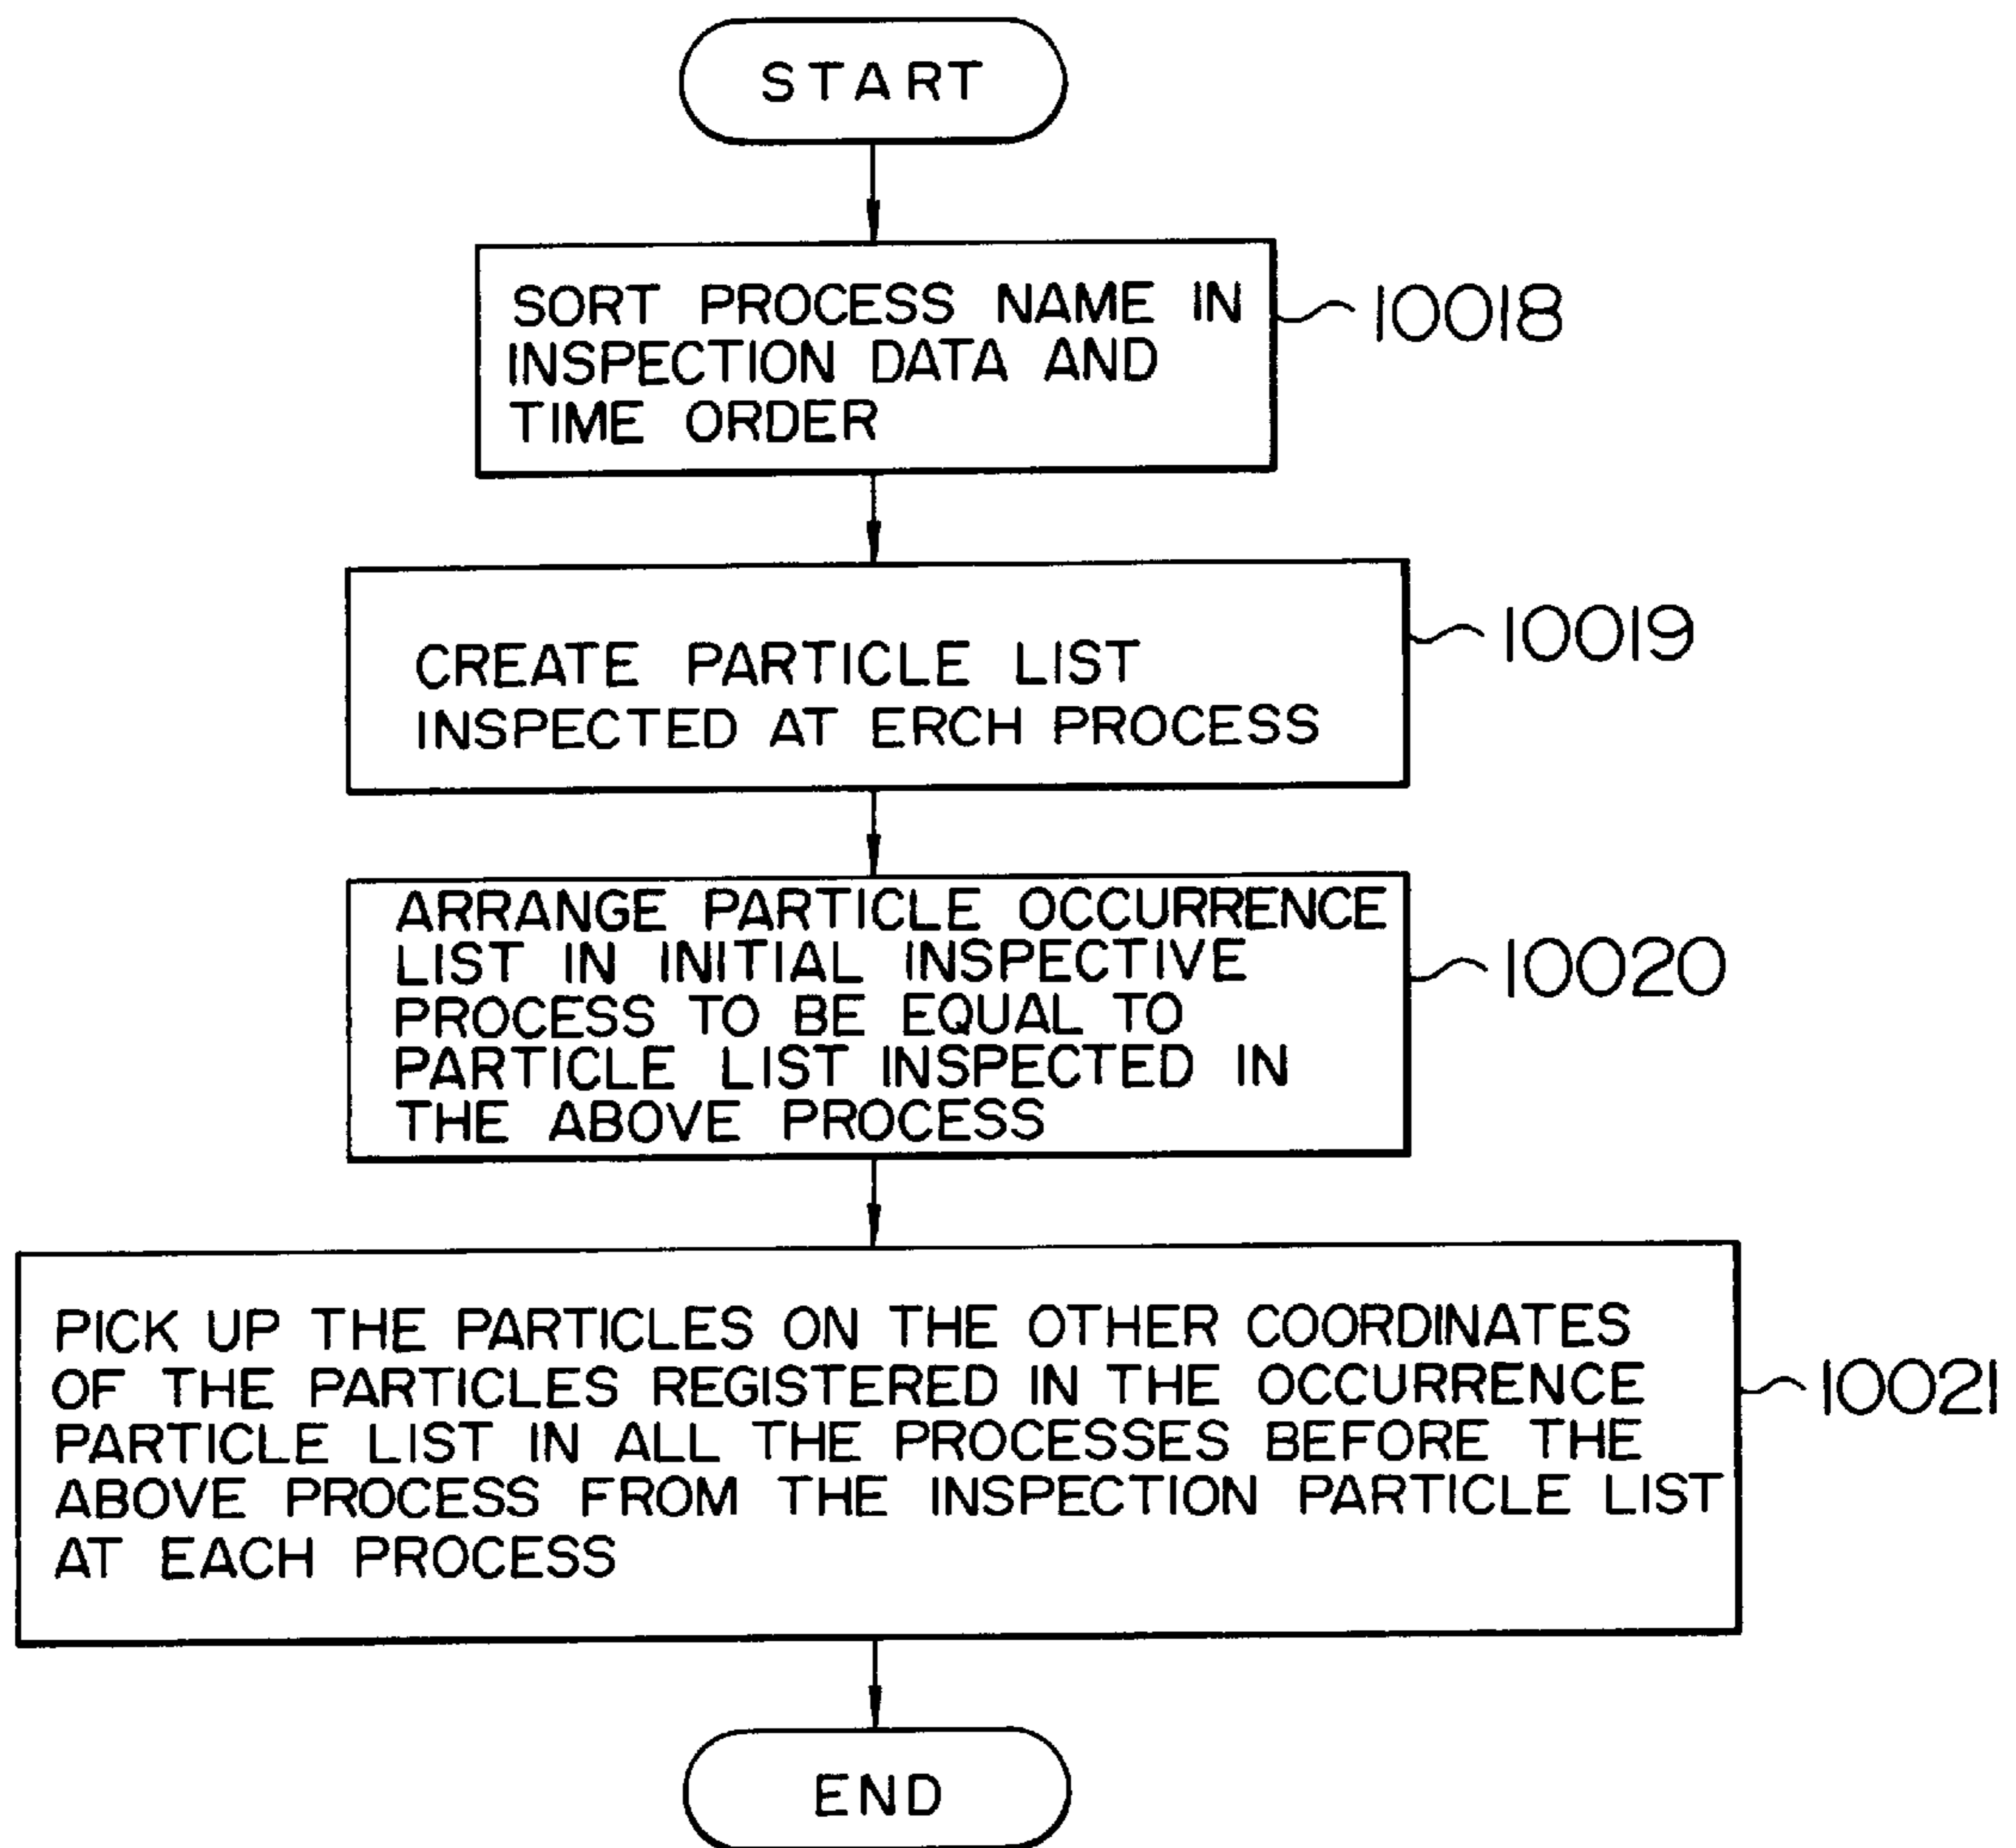 START
SORT PROCESS NAME IN
INSPECTION DATA AND
TIME ORDER
10018
CREATE PARTICLE LIST
INSPECTED AT ERCH PROCESS
10019
ARRANGE PARTICLE OCCURRENCE
LIST IN INITIAL INSPECTIVE
PROCESS TO BE EQUAL TO
PARTICLE LIST INSPECTED IN
THE ABOVE PROCESS
10020
PICK UP THE PARTICLES ON THE OTHER COORDINATES
OF THE PARTICLES REGISTERED IN THE OCCURRENCE
PARTICLE LIST IN ALL THE PROCESSES BEFORE THE
ABOVE PROCESS FROM THE INSPECTION PARTICLE LIST
AT EACH PROCESS
10021
END